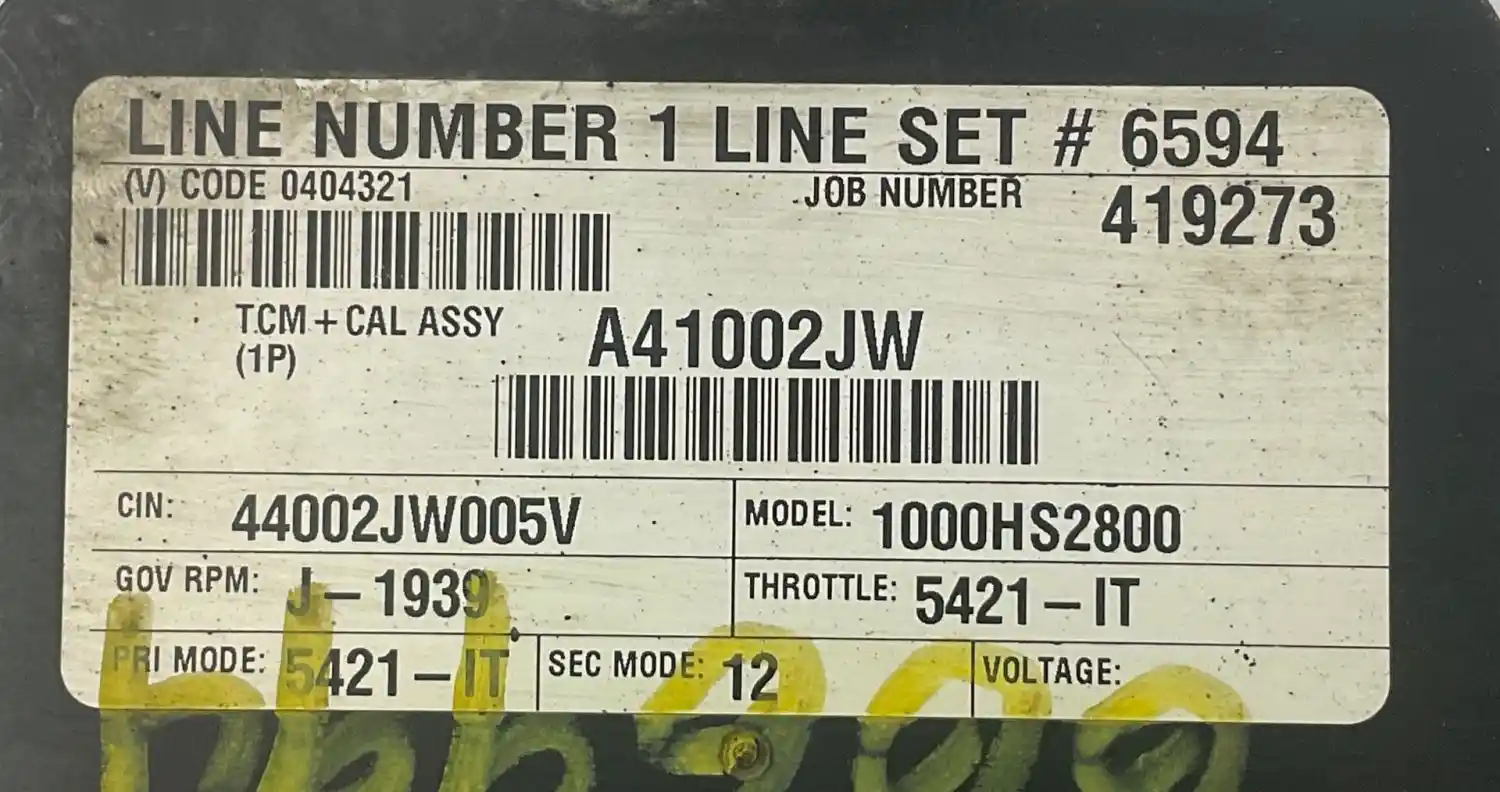 LINE NUMBER 1 LINE SET # 6594
(V) CODE 0404321 JOB NUMBER 419273
T.CM + CAL ASSY A41002JW
(1P)
CIN: 44002JW005V MODEL: 1000HS2800
GOV RPM: J-1939 THROTTLE: 5421-IT
PRI MODE: 5421-IT SEC MODE: 12 VOLTAGE: